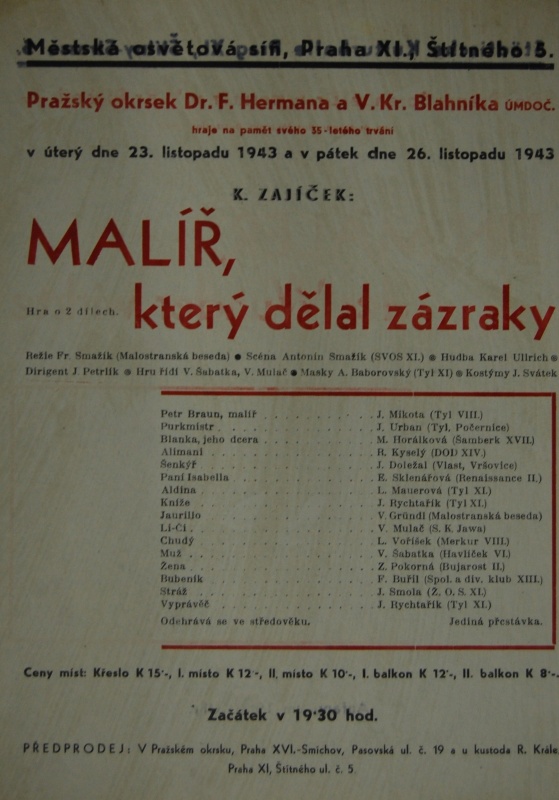 Městská osvětová síň, Praha XI., Štítného 5.
Pražský okrsek Dr. F. Hermana a V. Kr. Blahníka ÚMDOČ.
hraje na pamět svého 35-letého trvání
v úterý dne 23. listopadu 1943 a v pátek dne 26. listopadu 1943
K. ZAJÍČEK:
MALÍŘ,
Hra o 2 dílech. který dělal zázraky
Režie Fr. Smažík (Malostranská beseda) ● Scéna Antonín Smažík (SVOS XI.) ● Hudba Karel Ullrich ●
Dirigent J. Petrlík ● Hru řídí V. Šabatka, V. Mulač ● Masky A. Baborovský (Tyl XI) ● Kostýmy J. Svátek
Petr Braun, malíř . . . . . . . . . . J. Mikota (Tyl VIII.)
Purkmistr . . . . . . . . . . . . . J. Urban (Tyl, Počernice)
Blanka, jeho dcera . . . . . . . . . . M. Horálková (Šamberk XVII.)
Alimani . . . . . . . . . . . . . . R. Kyselý (DOD XIV.)
Šenkýř . . . . . . . . . . . . . . J. Doležal (Vlast, Vršovice)
Paní Isabella . . . . . . . . . . . . E. Sklenářová (Renaissance II.)
Aldina . . . . . . . . . . . . . . L. Mauerová (Tyl XI.)
Kníže . . . . . . . . . . . . . . J. Rychtařík (Tyl XI.)
Jaurillo . . . . . . . . . . . . . . V. Gründl (Malostranská beseda)
Li-Či . . . . . . . . . . . . . . . V. Mulač (S. K. Jawa)
Chudý . . . . . . . . . . . . . . L. Voříšek (Merkur VIII.)
Muž . . . . . . . . . . . . . . . V. Šabatka (Havlíček VI.)
Žena . . . . . . . . . . . . . . . Z. Pokorná (Bujarost II.)
Bubeník . . . . . . . . . . . . . . F. Buřil (Spol. a div. klub XIII.)
Stráž . . . . . . . . . . . . . . . J. Smola (Ž. O. S. XI.)
Vyprávěč . . . . . . . . . . . . . J. Rychtařík (Tyl XI.)
Odehrává se ve středověku. Jediná přestávka.
Ceny míst: Křeslo K 15·-, I. místo K 12·-, II. místo K 10·-, I. balkon K 12·-, II. balkon K 8·-.
Začátek v 19·30 hod.
PŘEDPRODEJ: V Pražském okrsku, Praha XVI.-Smíchov, Pasovská ul. č. 19 a u kustoda R. Krále
Praha XI, Štítného ul. č. 5.